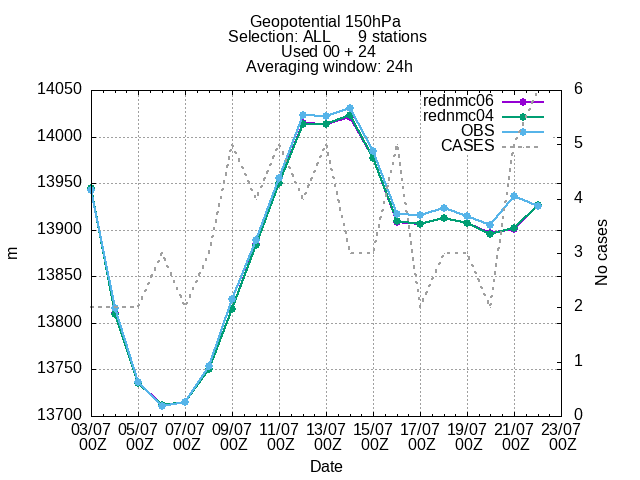 Geopotential 150hPa
Selection: ALL 9 stations
Used 00 + 24
Averaging window: 24h
rednmc06
rednmc04
OBS
CASES
14050
14000
13950
13900
13850
13800
13750
13700
6
5
4
3
2
1
0
m
No cases
03/07 05/07 07/07 09/07 11/07 13/07 15/07 17/07 19/07 21/07 23/07
00Z 00Z 00Z 00Z 00Z 00Z 00Z 00Z 00Z 00Z 00Z
Date